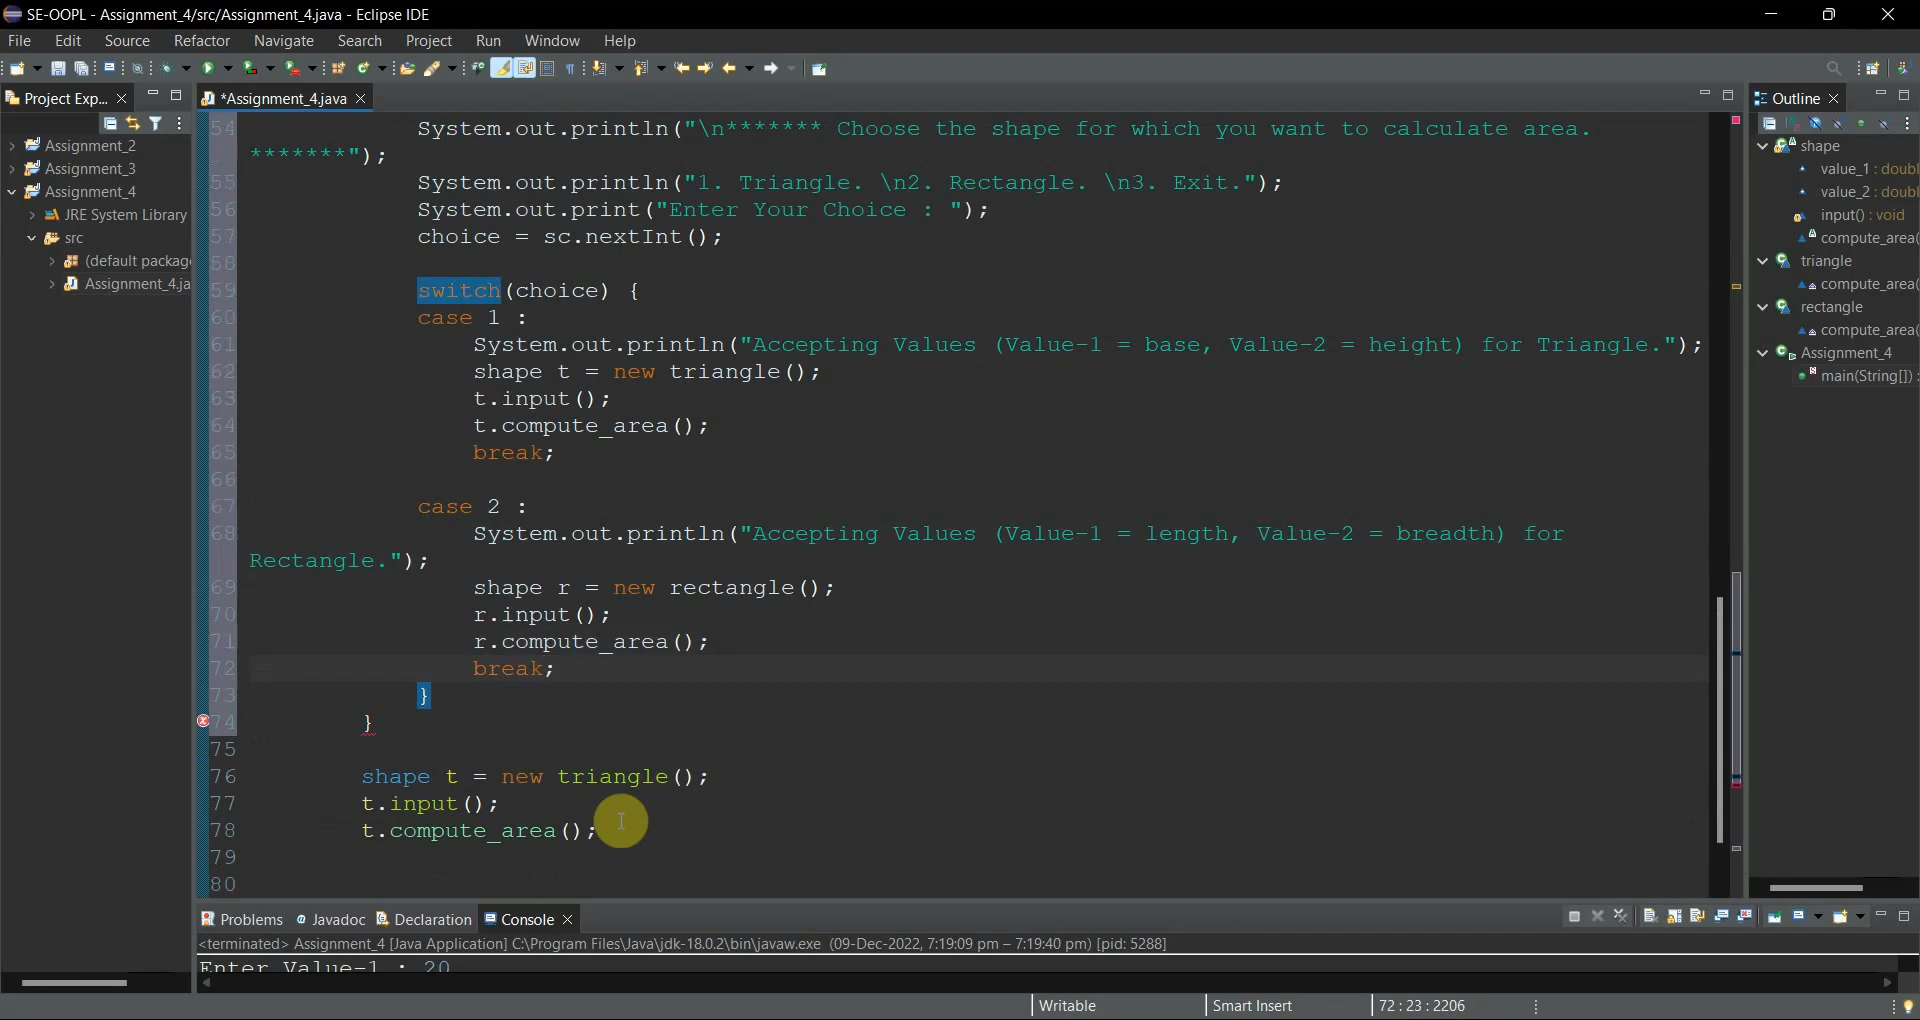 SE-OOPL - Assignment_4/src/Assignment_4.java - Eclipse IDE
File Edit Source Refactor Navigate Search Project Run Window Help
Project Exp... *Assignment_4.java Outline
Assignment_2
Assignment_3
Assignment_4
JRE System Library
src
(default package
Assignment_4.ja
54 System.out.println("\n******* Choose the shape for which you want to calculate area.
*******");
55 System.out.println("1. Triangle. \n2. Rectangle. \n3. Exit.");
56 System.out.print("Enter Your Choice : ");
57 choice = sc.nextInt();
58
59 switch(choice) {
60 case 1 :
61 System.out.println("Accepting Values (Value-1 = base, Value-2 = height) for Triangle.");
62 shape t = new triangle();
63 t.input();
64 t.compute_area();
65 break;
66
67 case 2 :
68 System.out.println("Accepting Values (Value-1 = length, Value-2 = breadth) for
Rectangle.");
69 shape r = new rectangle();
70 r.input();
71 r.compute_area();
72 break;
73 }
74 }
75
76 shape t = new triangle();
77 t.input();
78 t.compute_area();
79
80
shape
value_1 : doubl
value_2 : doubl
input() : void
compute_area(
triangle
compute_area(
rectangle
compute_area(
Assignment_4
main(String[]) :
Problems Javadoc Declaration Console
<terminated> Assignment_4 [Java Application] C:\Program Files\Java\jdk-18.0.2\bin\javaw.exe (09-Dec-2022, 7:19:09 pm – 7:19:40 pm) [pid: 5288]
Enter Value-1 : 20
Writable Smart Insert 72 : 23 : 2206